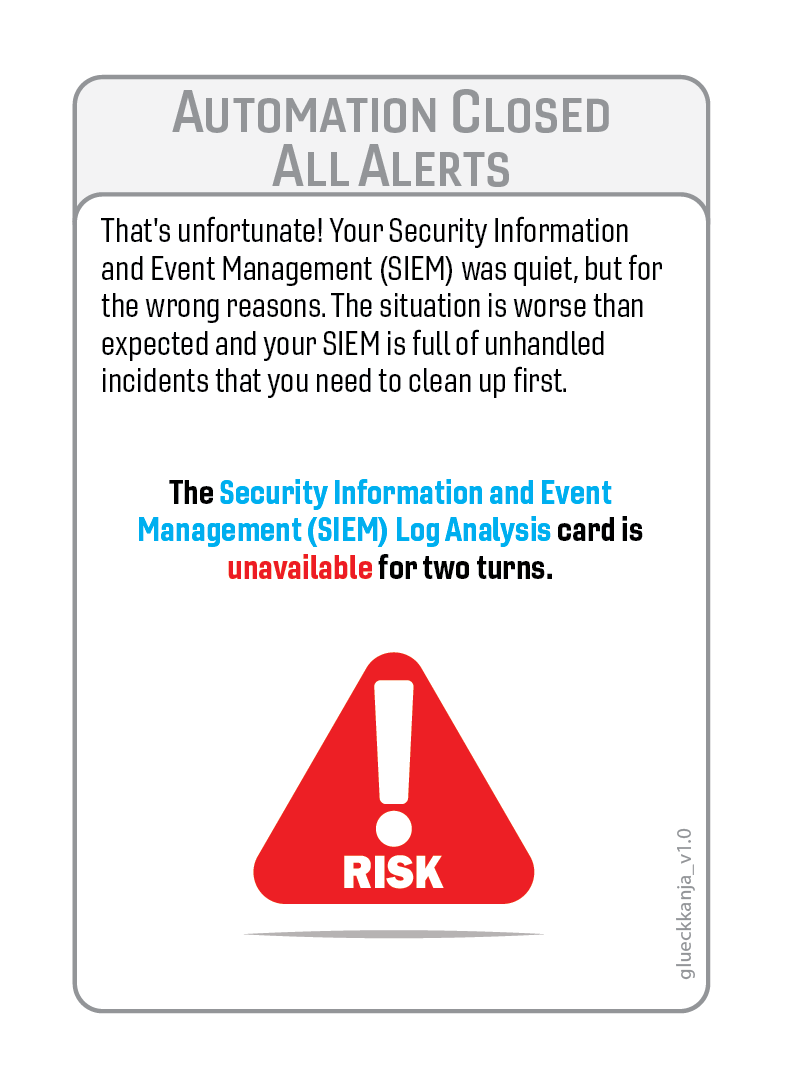 AUTOMATION CLOSED
ALL ALERTS
That's unfortunate! Your Security Information
and Event Management (SIEM) was quiet, but for
the wrong reasons. The situation is worse than
expected and your SIEM is full of unhandled
incidents that you need to clean up first.
The Security Information and Event
Management (SIEM) Log Analysis card is
unavailable for two turns.
RISK
glueckkanja_v1.0